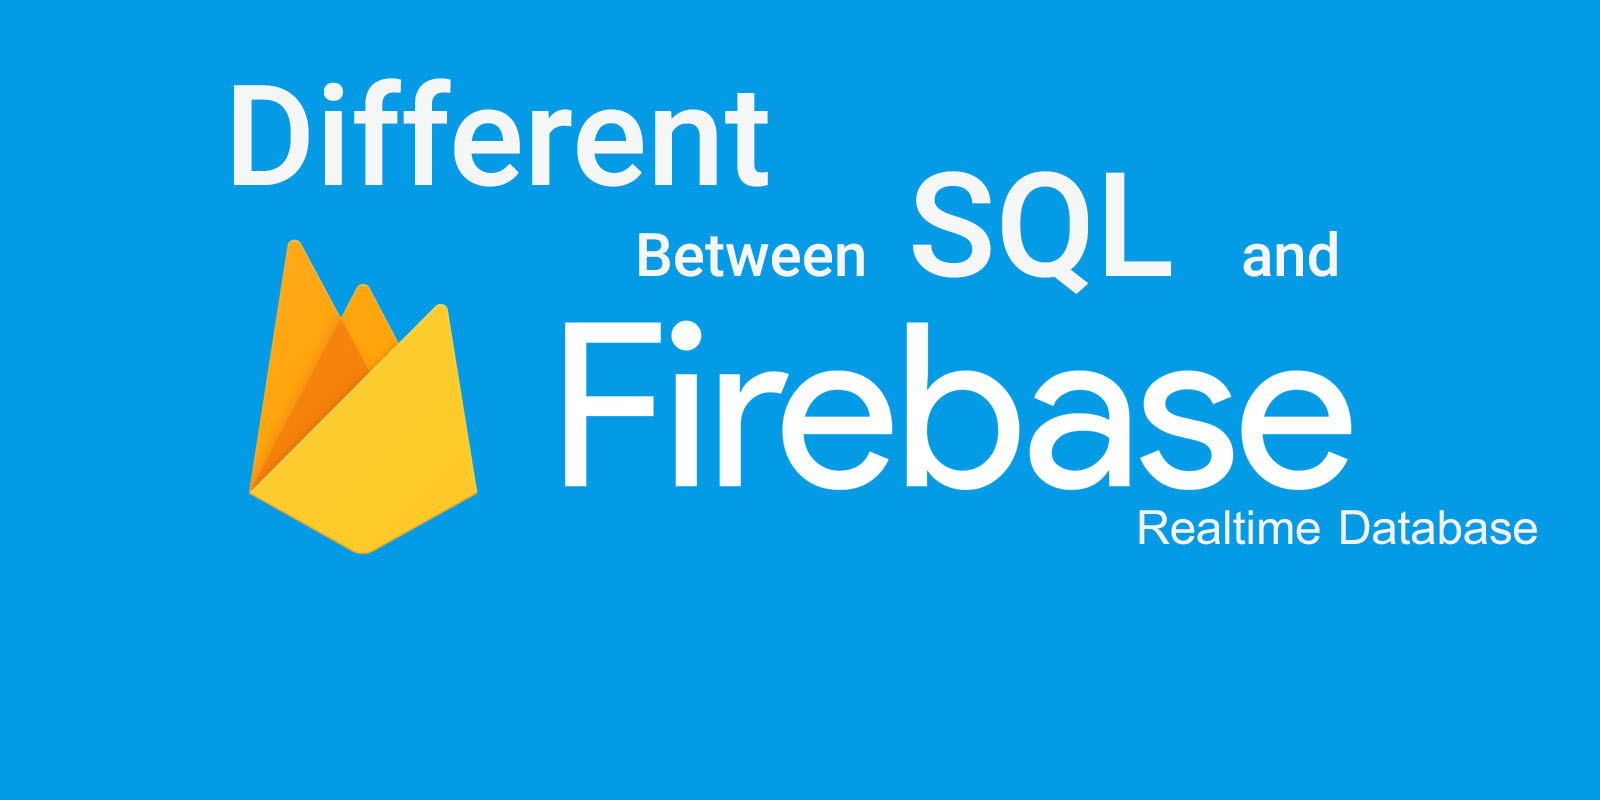 Different
Between SQL and
Firebase
Realtime Database